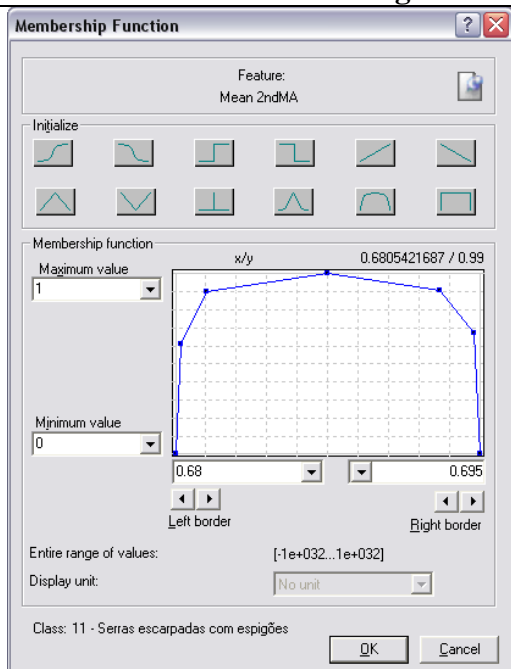 Membership Function
Feature:
Mean 2ndMA
Initialize
Membership function
x/y
0.6805421687 / 0.99
Maximum value
1
Minimum value
0
0.68
0.695
Left border
Right border
Entire range of values:
[-1e+032...1e+032]
Display unit:
No unit
Class: 11 - Serras escarpadas com espigões
OK
Cancel